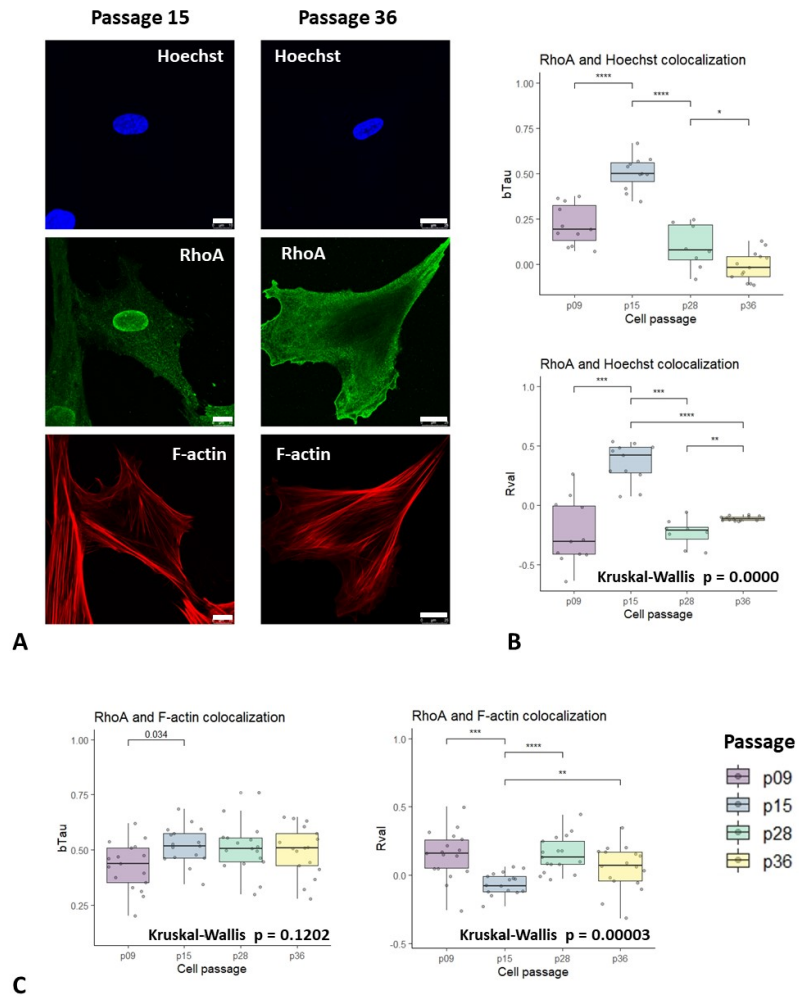 Passage 15
Passage 36
Hoechst
Hoechst
RhoA
RhoA
F-actin
F-actin
A
RhoA and Hoechst colocalization
1.00
0.75
0.50
0.25
0.00
bTau
****
****
*
p09 p15 p28 p36
Cell passage
RhoA and Hoechst colocalization
1.0
0.5
0.0
-0.5
Rval
***
***
****
**
Kruskal-Wallis p = 0.0000
p09 p15 p28 p36
Cell passage
B
RhoA and F-actin colocalization
1.00
0.75
0.50
0.25
bTau
0.034
Kruskal-Wallis p = 0.1202
p09 p15 p28 p36
Cell passage
RhoA and F-actin colocalization
1.0
0.5
0.0
-0.5
Rval
***
****
**
Kruskal-Wallis p = 0.00003
p09 p15 p28 p36
Cell passage
Passage
p09
p15
p28
p36
C